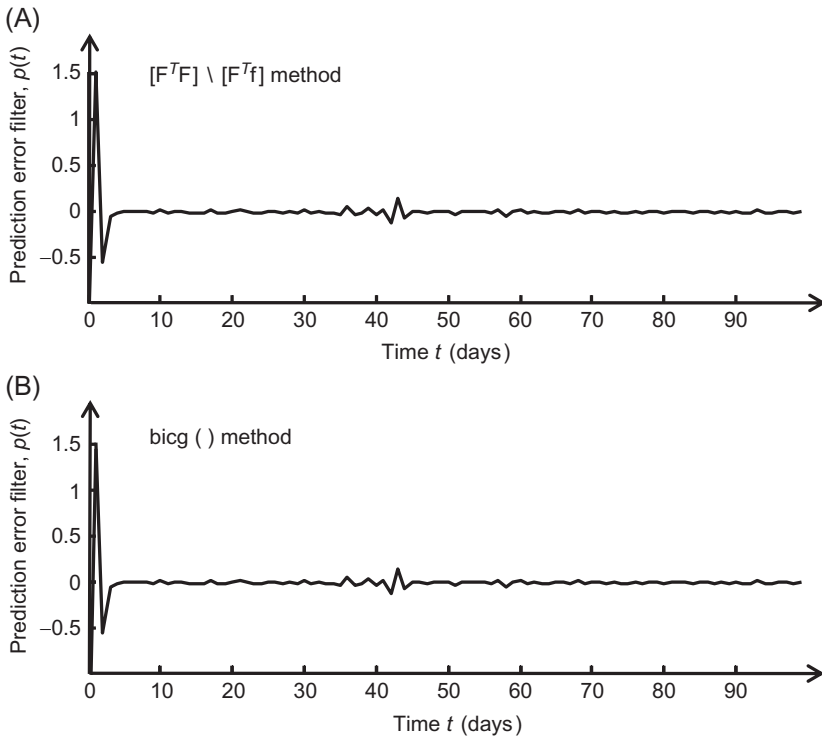 (A)
Prediction error filter, p(t)
[FᵀF] \ [Fᵀf] method
1.5
1
0.5
0
−0.5
0 10 20 30 40 50 60 70 80 90
Time t (days)
(B)
Prediction error filter, p(t)
bicg ( ) method
1.5
1
0.5
0
−0.5
0 10 20 30 40 50 60 70 80 90
Time t (days)